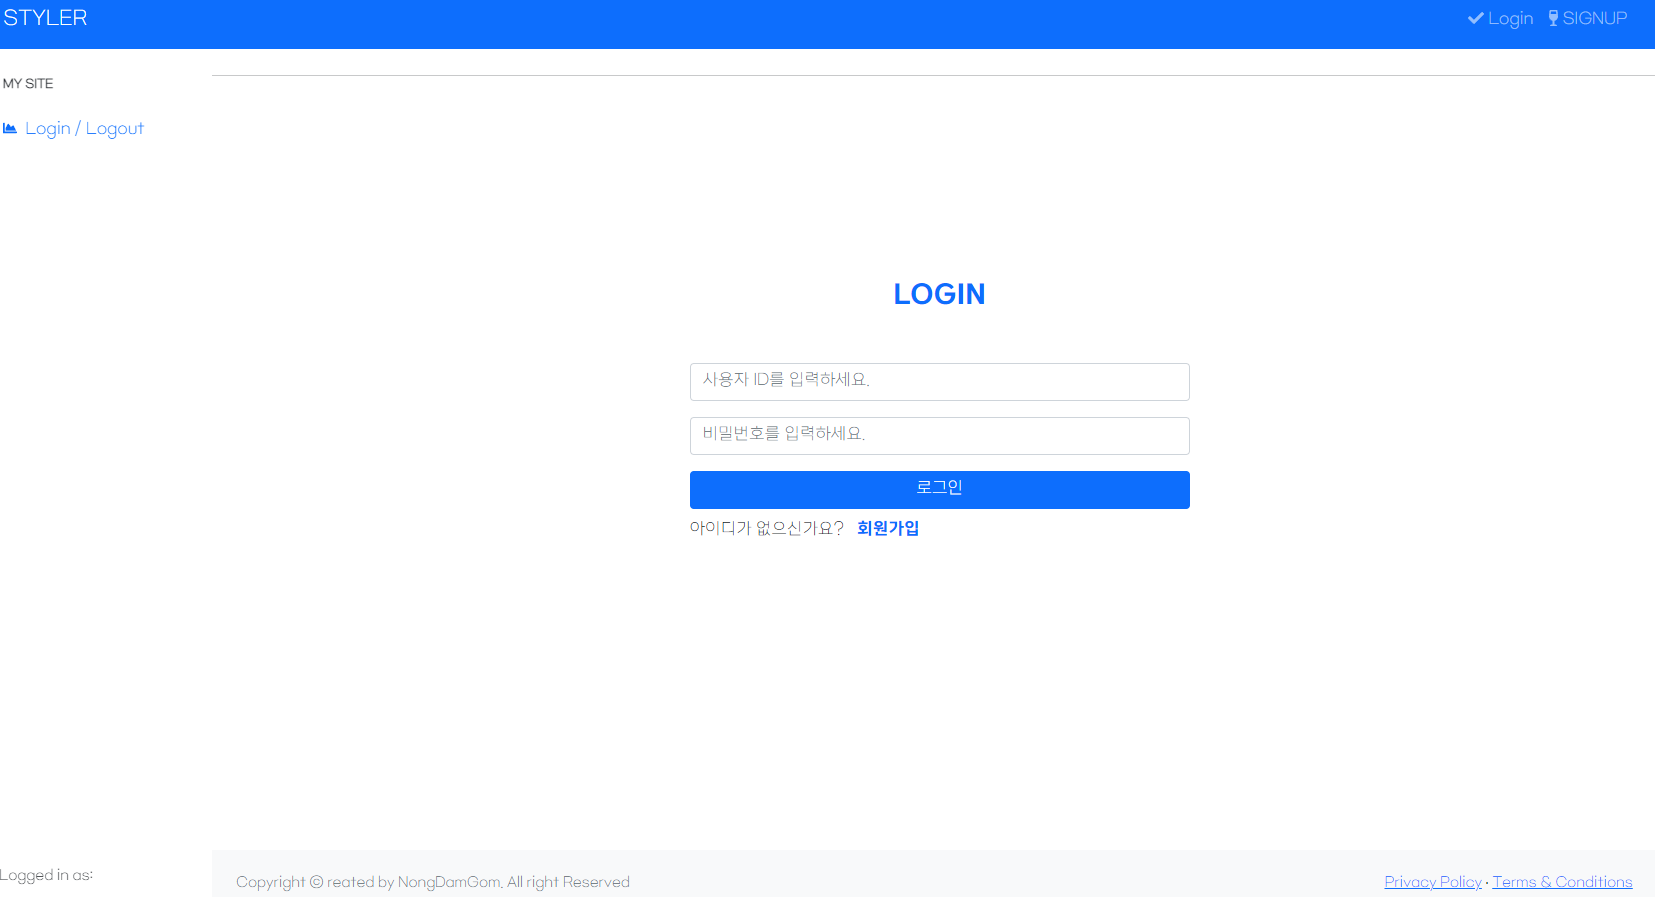 STYLER
Login SIGNUP
MY SITE
Login / Logout
LOGIN
사용자 ID를 입력하세요.
비밀번호를 입력하세요.
로그인
아이디가 없으신가요? 회원가입
Logged in as:
Copyright ⓒ reated by NongDamGom. All right Reserved
Privacy Policy · Terms & Conditions